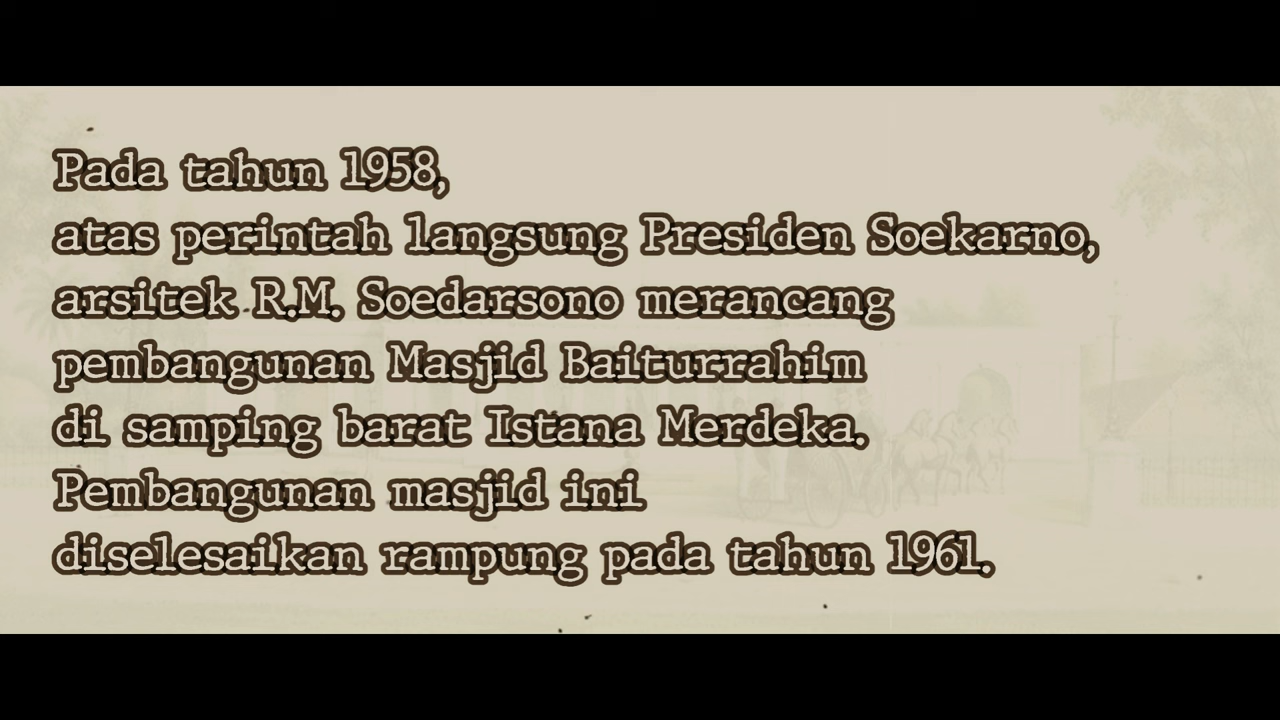 Pada tahun 1958,
atas perintah langsung Presiden Soekarno,
arsitek R.M. Soedarsono merancang
pembangunan Masjid Baiturrahim
di samping barat Istana Merdeka.
Pembangunan masjid ini
diselesaikan rampung pada tahun 1961.